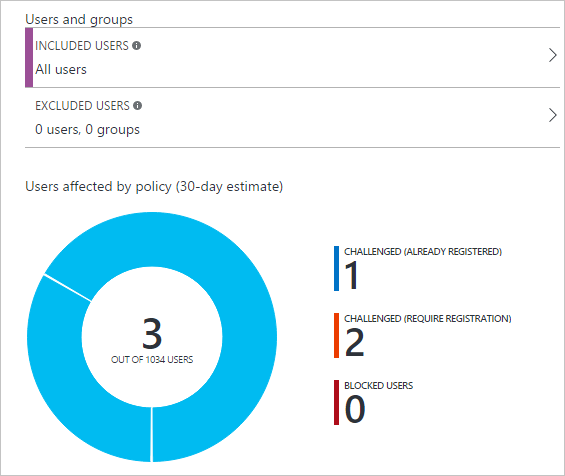 Users and groups
INCLUDED USERS
All users
EXCLUDED USERS
0 users, 0 groups
Users affected by policy (30-day estimate)
3
OUT OF 1034 USERS
CHALLENGED (ALREADY REGISTERED)
1
CHALLENGED (REQUIRE REGISTRATION)
2
BLOCKED USERS
0